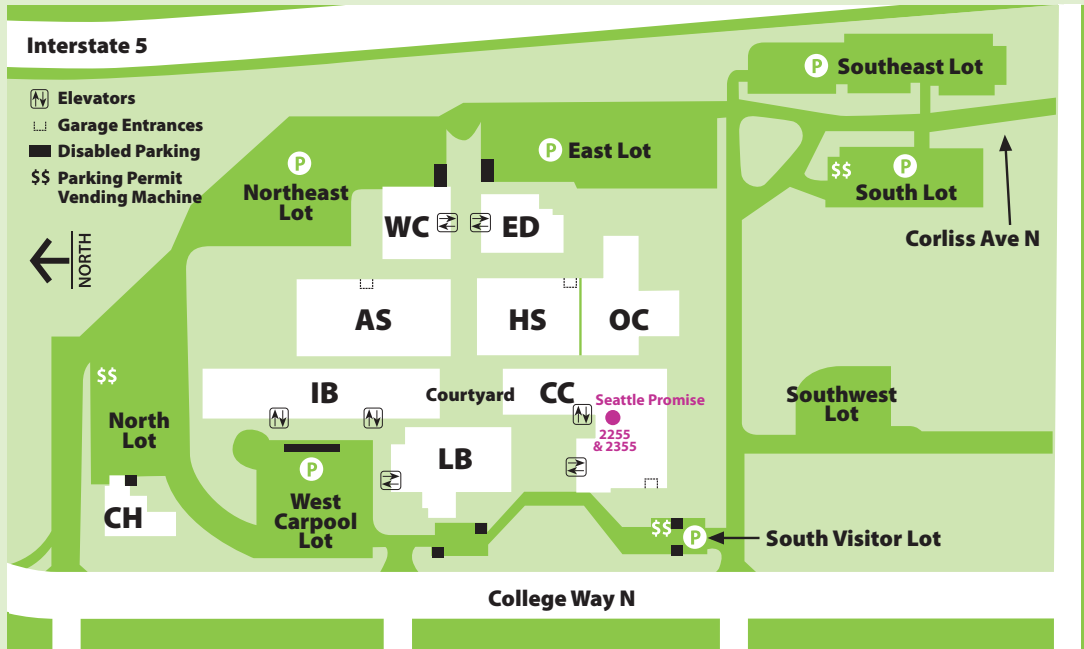 Interstate 5
Elevators
Garage Entrances
Disabled Parking
$$ Parking Permit
Vending Machine
NORTH
P
Southeast Lot
P
East Lot
P
Northeast
Lot
$$
P
South Lot
Corliss Ave N
WC
ED
AS
HS
OC
$$
North
Lot
IB
Courtyard
CC
Seattle Promise
2255
& 2355
Southwest
Lot
LB
P
West
Carpool
Lot
CH
$$
P
South Visitor Lot
College Way N